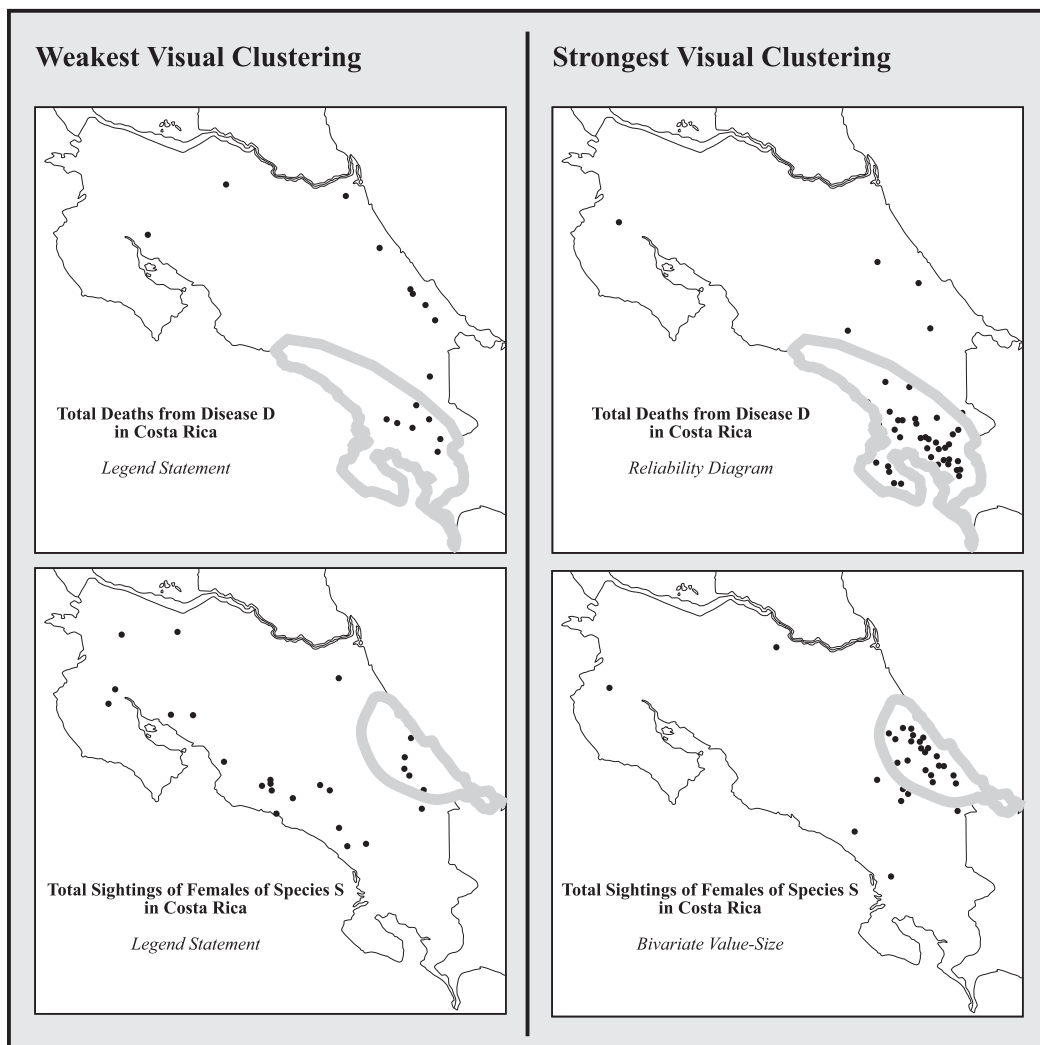 Weakest Visual Clustering
Strongest Visual Clustering
Total Deaths from Disease D
in Costa Rica
Legend Statement
Total Deaths from Disease D
in Costa Rica
Reliability Diagram
Total Sightings of Females of Species S
in Costa Rica
Legend Statement
Total Sightings of Females of Species S
in Costa Rica
Bivariate Value-Size